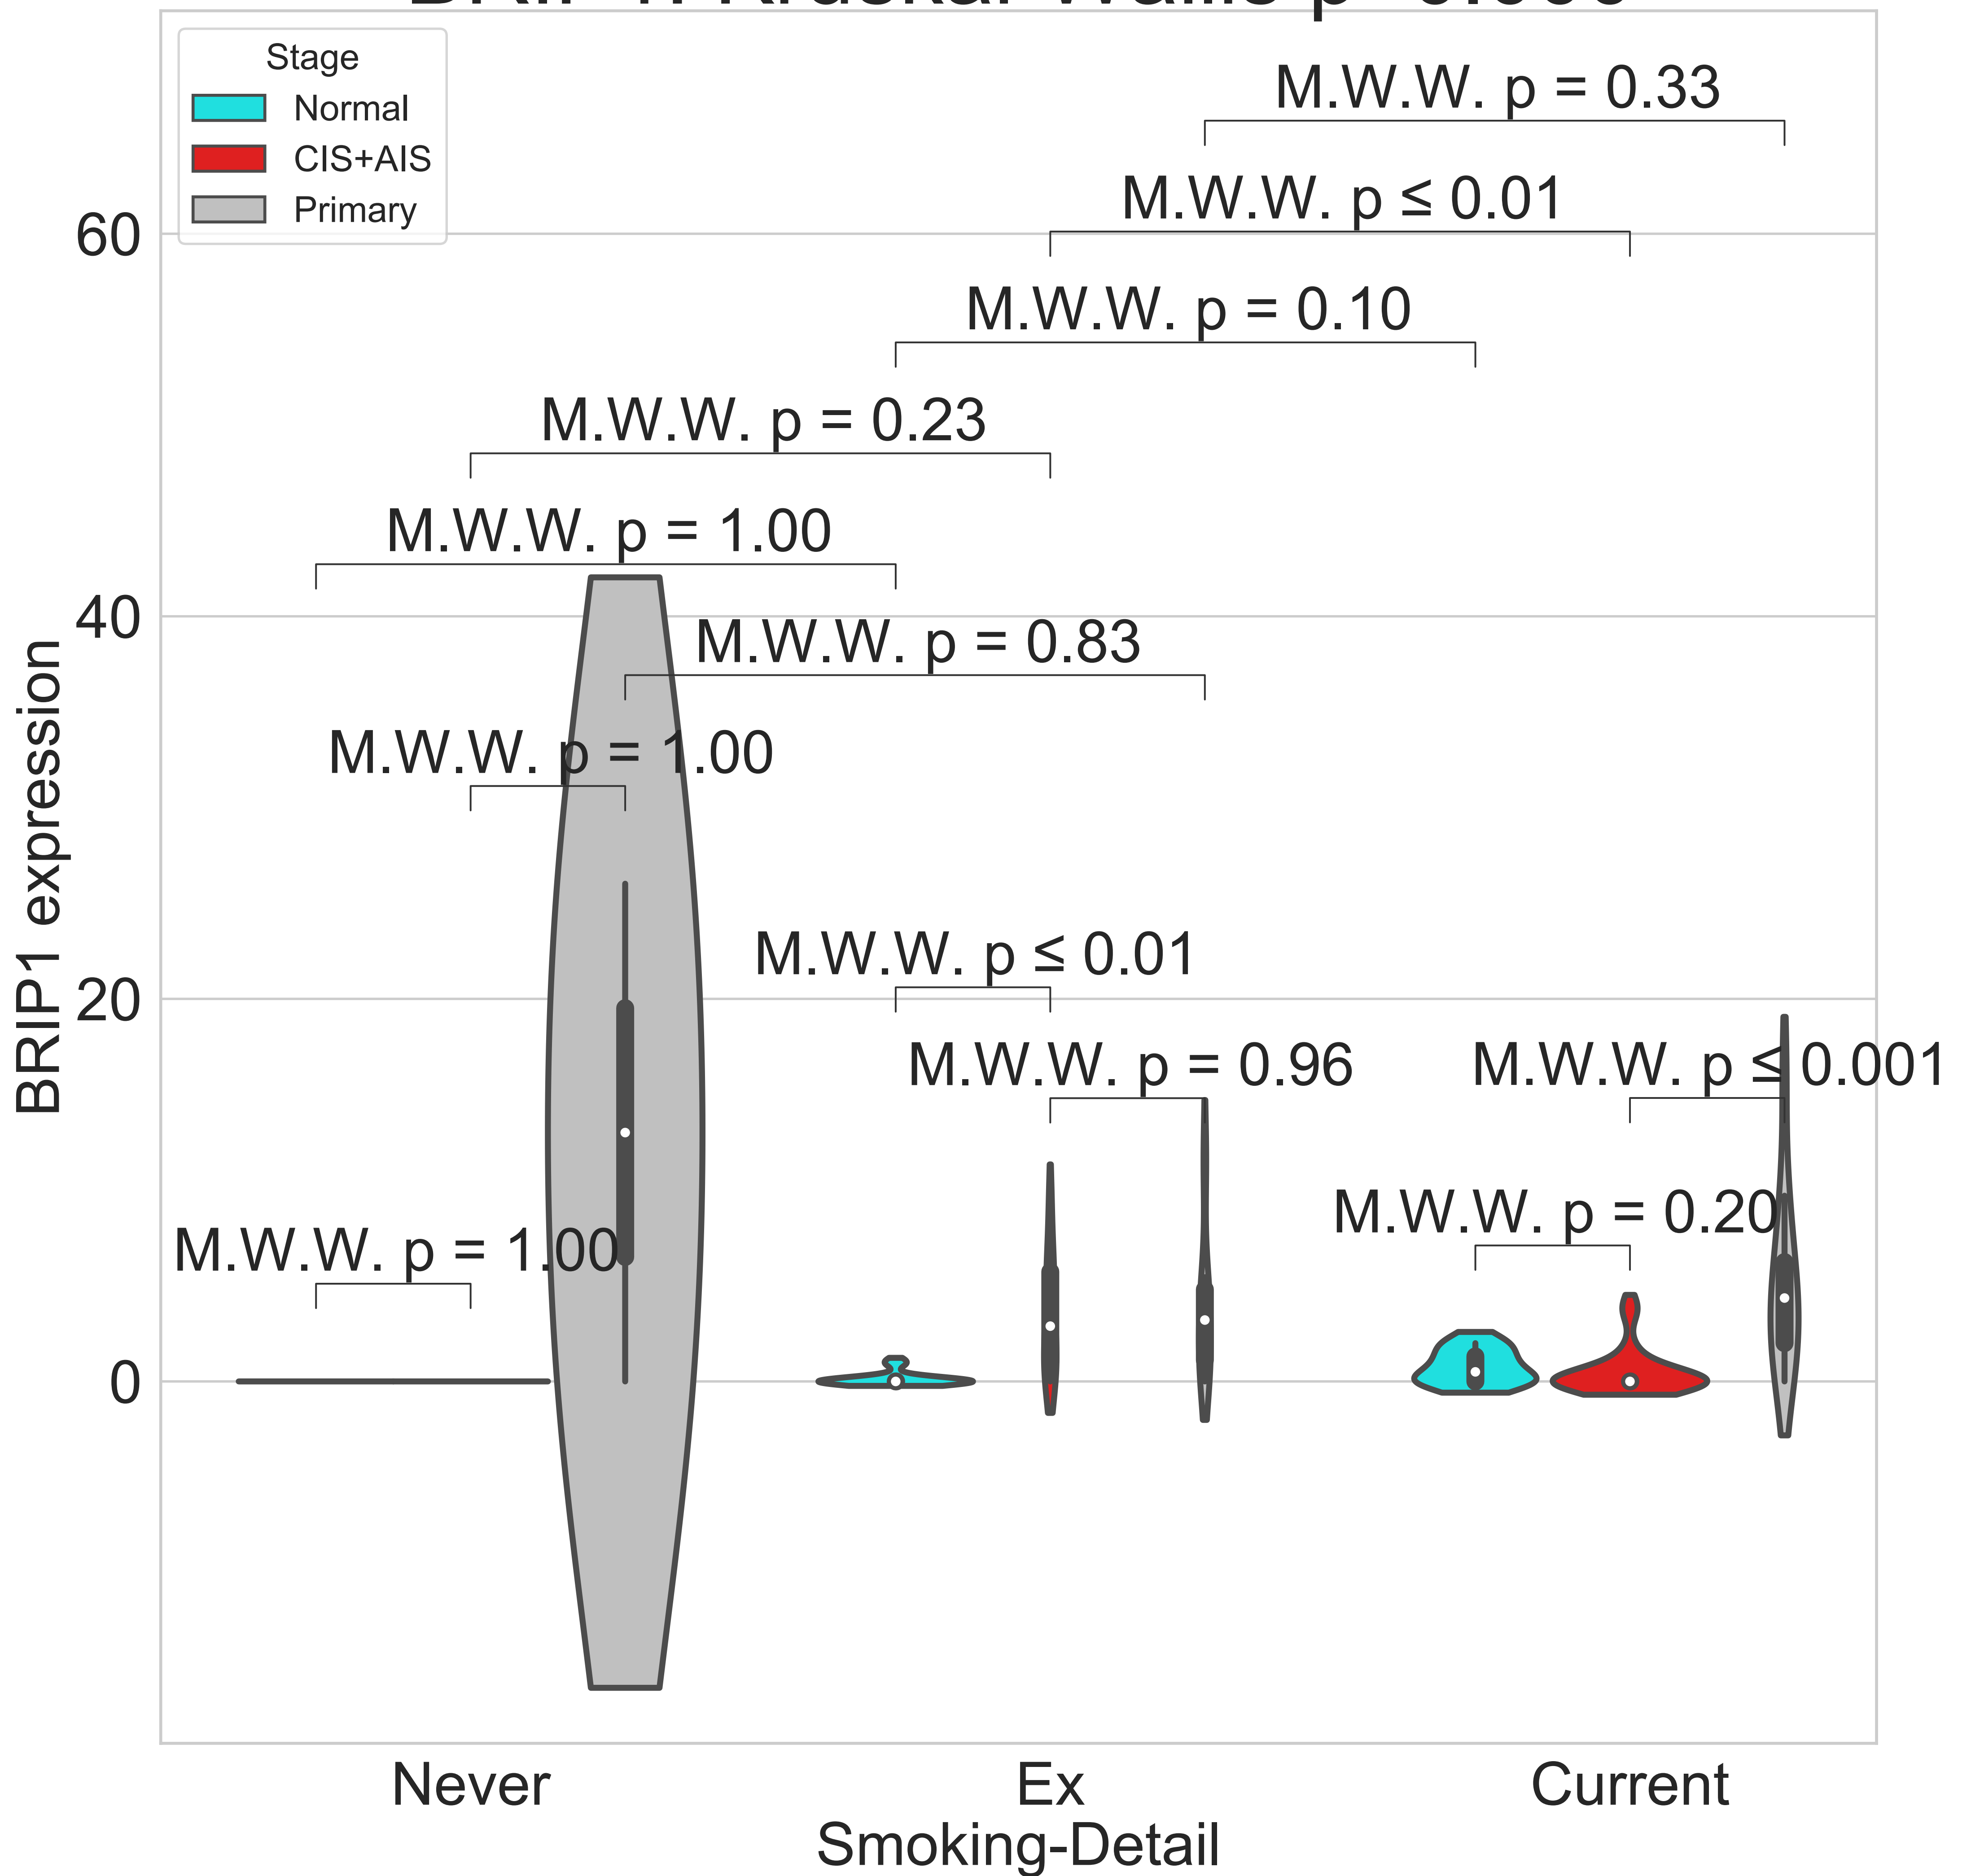 Stage
Normal
CIS+AIS
Primary
M.W.W. p = 0.33
M.W.W. p ≤ 0.01
M.W.W. p = 0.10
M.W.W. p = 0.23
M.W.W. p = 1.00
M.W.W. p = 0.83
M.W.W. p = 1.00
M.W.W. p ≤ 0.01
M.W.W. p = 0.96
M.W.W. p ≤ 0.001
M.W.W. p = 0.20
M.W.W. p = 1.00
60
40
20
0
BRIP1 expression
Never
Ex
Current
Smoking-Detail